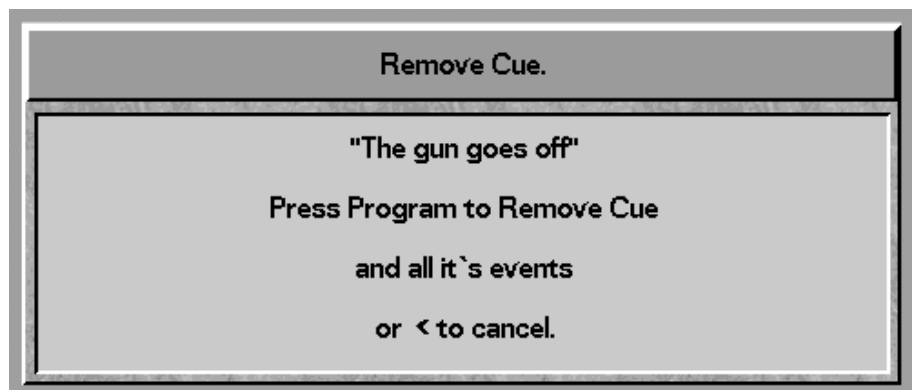 Remove Cue.
"The gun goes off"
Press Program to Remove Cue
and all it`s events
or < to cancel.